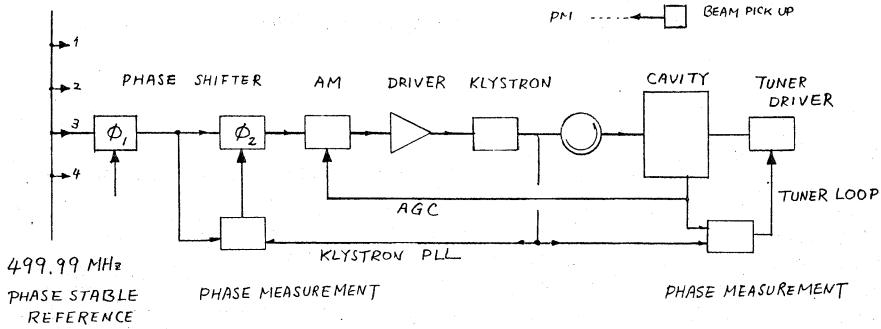 PM
BEAM PICK UP
1
2
3
4
PHASE SHIFTER
AM
DRIVER
KLYSTRON
CAVITY
TUNER
DRIVER
Φ1
Φ2
AGC
TUNER LOOP
KLYSTRON PLL
499.99 MHz
PHASE STABLE
REFERENCE
PHASE MEASUREMENT
PHASE MEASUREMENT